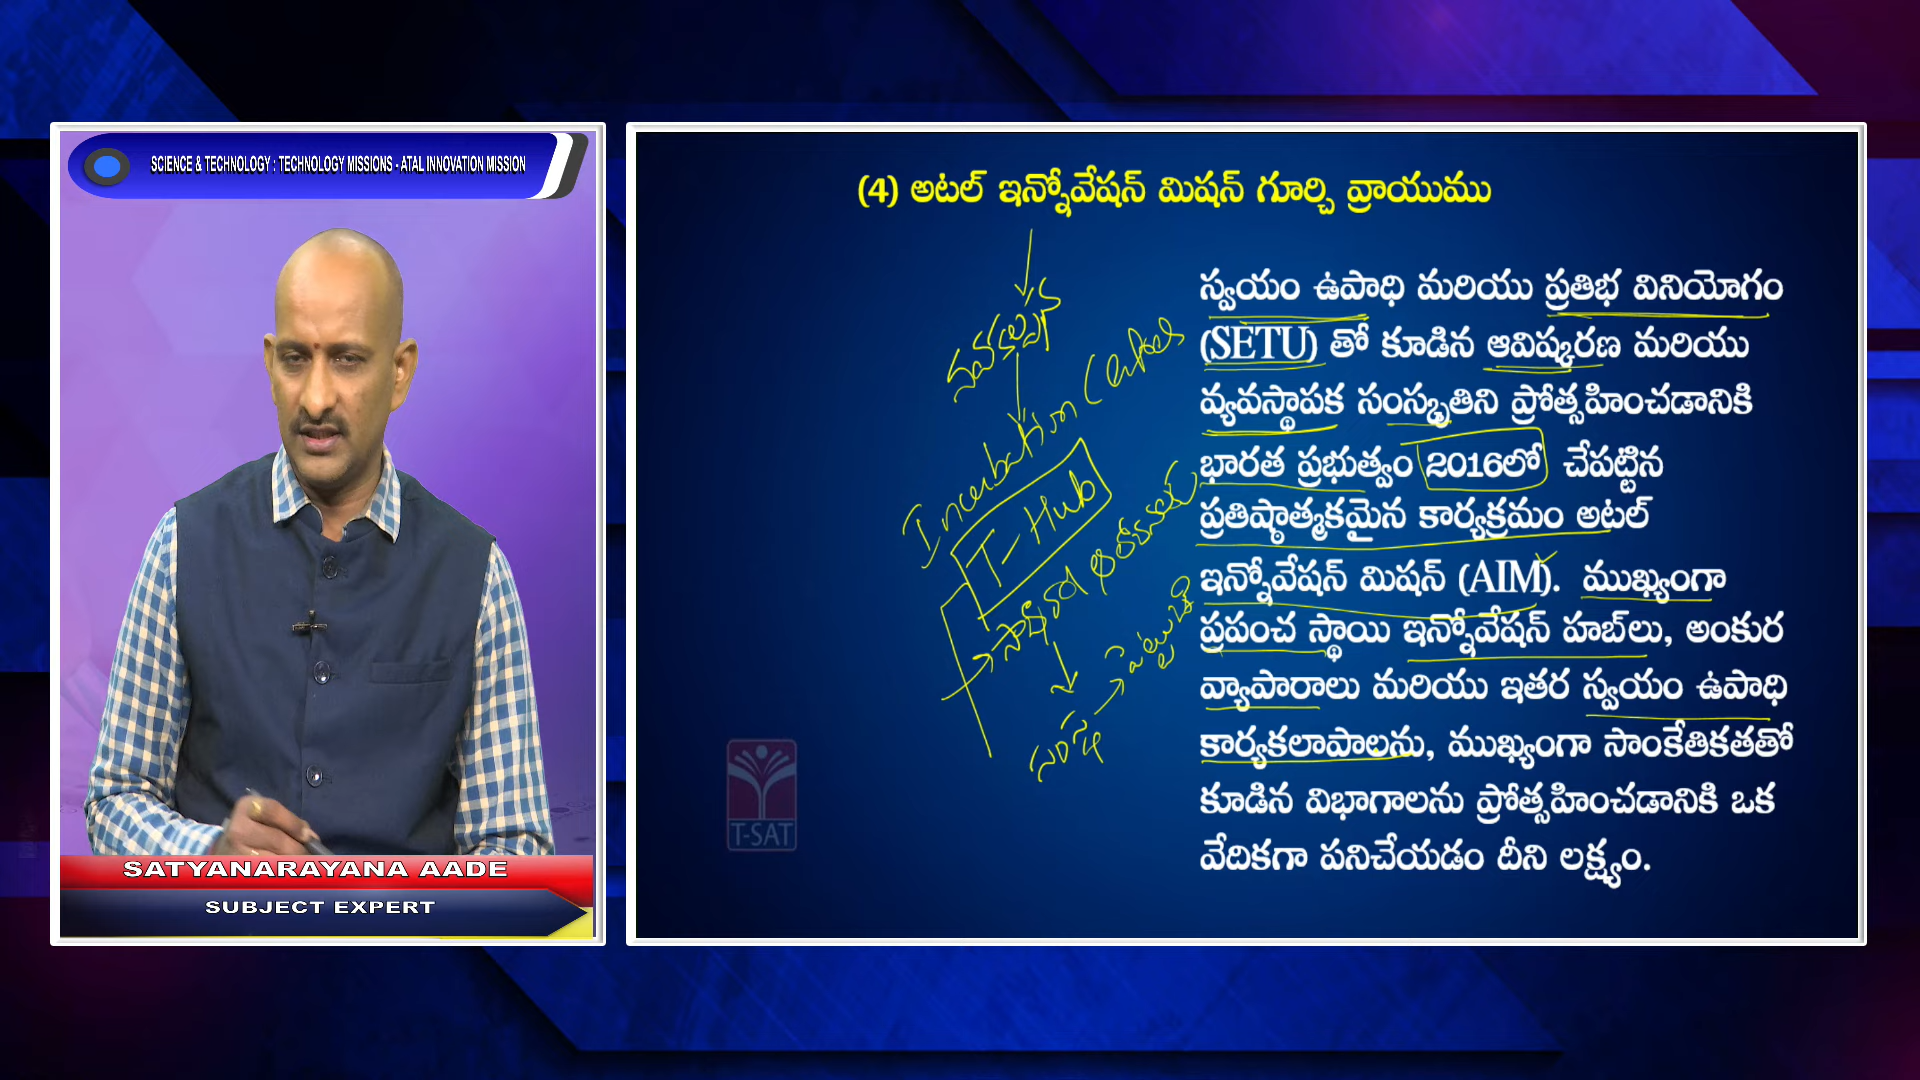 SCIENCE & TECHNOLOGY : TECHNOLOGY MISSIONS - ATAL INNOVATION MISSION
SATYANARAYANA AADE
SUBJECT EXPERT
(4) అటల్ ఇన్నోవేషన్ మిషన్ గూర్చి వ్రాయుము
స్వయం ఉపాధి మరియు ప్రతిభ వినియోగం
(SETU) తో కూడిన ఆవిష్కరణ మరియు
వ్యవస్థాపక సంస్కృతిని ప్రోత్సహించడానికి
భారత ప్రభుత్వం 2016లో చేపట్టిన
ప్రతిష్ఠాత్మకమైన కార్యక్రమం అటల్
ఇన్నోవేషన్ మిషన్ (AIM). ముఖ్యంగా
ప్రపంచ స్థాయి ఇన్నోవేషన్ హబ్‌లు, అంకుర
వ్యాపారాలు మరియు ఇతర స్వయం ఉపాధి
కార్యకలాపాలను, ముఖ్యంగా సాంకేతికతతో
కూడిన విభాగాలను ప్రోత్సహించడానికి ఒక
వేదికగా పనిచేయడం దీని లక్ష్యం.
నవకల్పన
Incubation Centers
T-Hub
సంస్థ
T-SAT